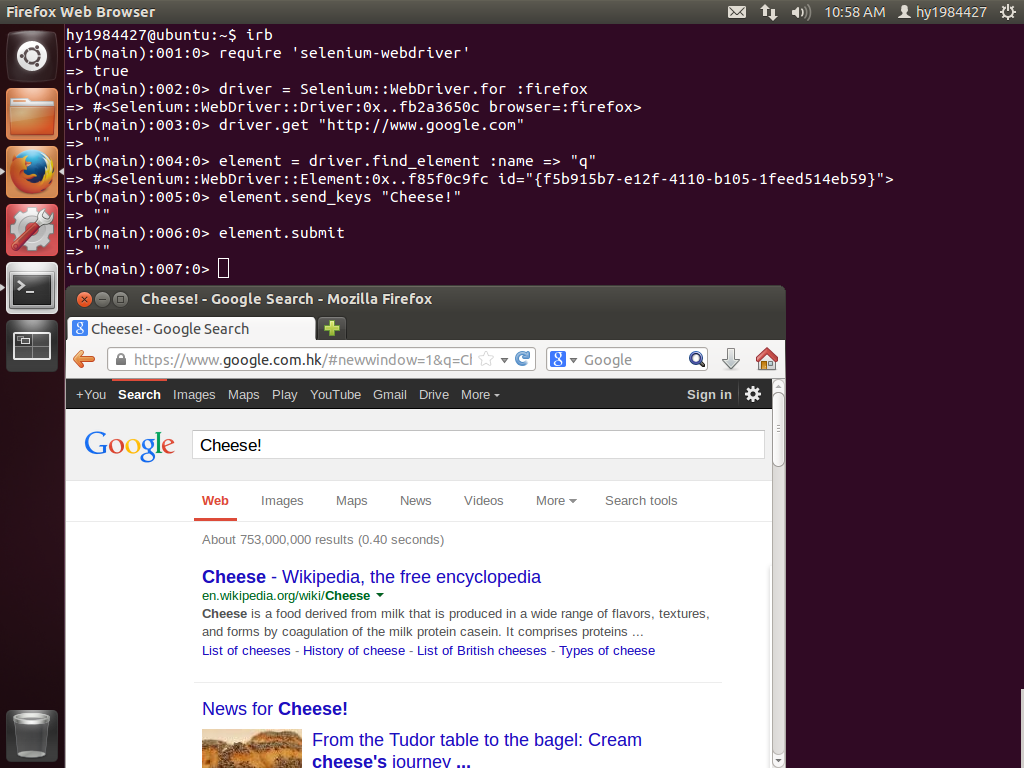 Firefox Web Browser
10:58 AM
hy1984427
hy1984427@ubuntu:~$ irb
irb(main):001:0> require 'selenium-webdriver'
=> true
irb(main):002:0> driver = Selenium::WebDriver.for :firefox
=> #<Selenium::WebDriver::Driver:0x..fb2a3650c browser=:firefox>
irb(main):003:0> driver.get "http://www.google.com"
=> ""
irb(main):004:0> element = driver.find_element :name => "q"
=> #<Selenium::WebDriver::Element:0x..f85f0c9fc id="{f5b915b7-e12f-4110-b105-1feed514eb59}">
irb(main):005:0> element.send_keys "Cheese!"
=> ""
irb(main):006:0> element.submit
=> ""
irb(main):007:0>
Cheese! - Google Search - Mozilla Firefox
8 Cheese! - Google Search
https://www.google.com.hk/#newwindow=1&q=Cl
8 Google
+You Search Images Maps Play YouTube Gmail Drive More Sign in
Google
Cheese!
Web Images Maps News Videos More Search tools
About 753,000,000 results (0.40 seconds)
Cheese - Wikipedia, the free encyclopedia
en.wikipedia.org/wiki/Cheese
Cheese is a food derived from milk that is produced in a wide range of flavors, textures,
and forms by coagulation of the milk protein casein. It comprises proteins ...
List of cheeses - History of cheese - List of British cheeses - Types of cheese
News for Cheese!
From the Tudor table to the bagel: Cream
cheese's journey ...